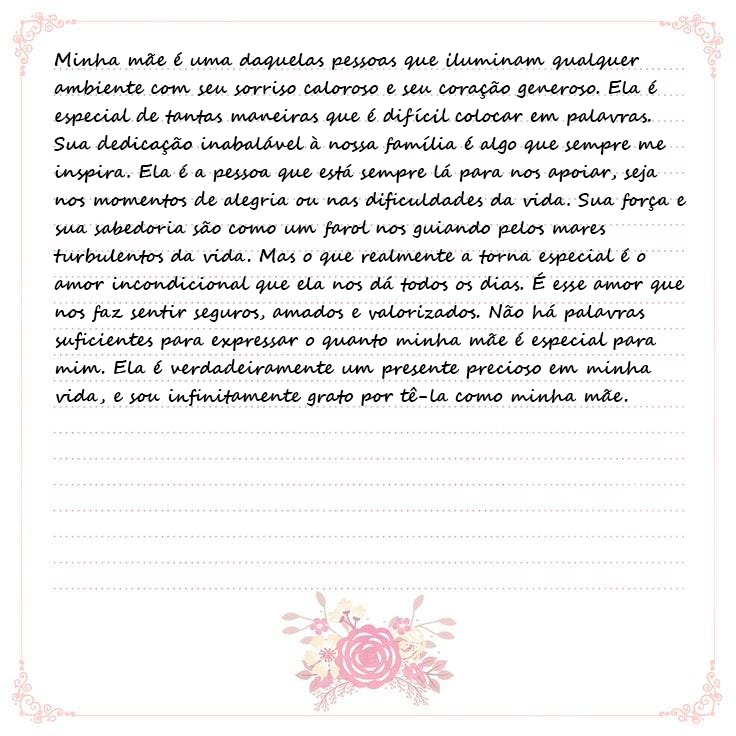 Minha mãe é uma daquelas pessoas que iluminam qualquer
ambiente com seu sorriso caloroso e seu coração generoso. Ela é
especial de tantas maneiras que é difícil colocar em palavras.
Sua dedicação inabalável à nossa família é algo que sempre me
inspira. Ela é a pessoa que está sempre lá para nos apoiar, seja
nos momentos de alegria ou nas dificuldades da vida. Sua força e
sua sabedoria são como um farol nos guiando pelos mares
turbulentos da vida. Mas o que realmente a torna especial é o
amor incondicional que ela nos dá todos os dias. É esse amor que
nos faz sentir seguros, amados e valorizados. Não há palavras
suficientes para expressar o quanto minha mãe é especial para
mim. Ela é verdadeiramente um presente precioso em minha
vida, e sou infinitamente grato por tê-la como minha mãe.